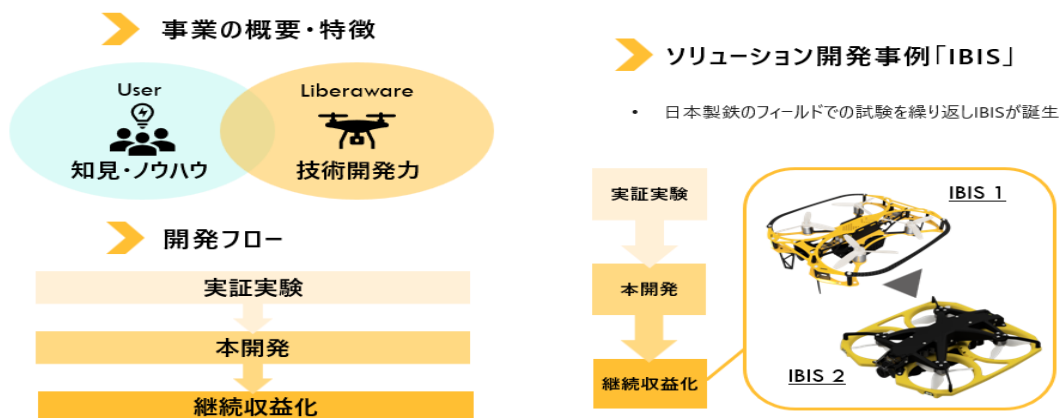 事業の概要・特徴
User
知見・ノウハウ
Liberaware
技術開発力
開発フロー
実証実験
本開発
継続収益化
ソリューション開発事例「IBIS」
• 日本製鉄のフィールドでの試験を繰り返しIBISが誕生
実証実験
本開発
継続収益化
IBIS 1
IBIS 2